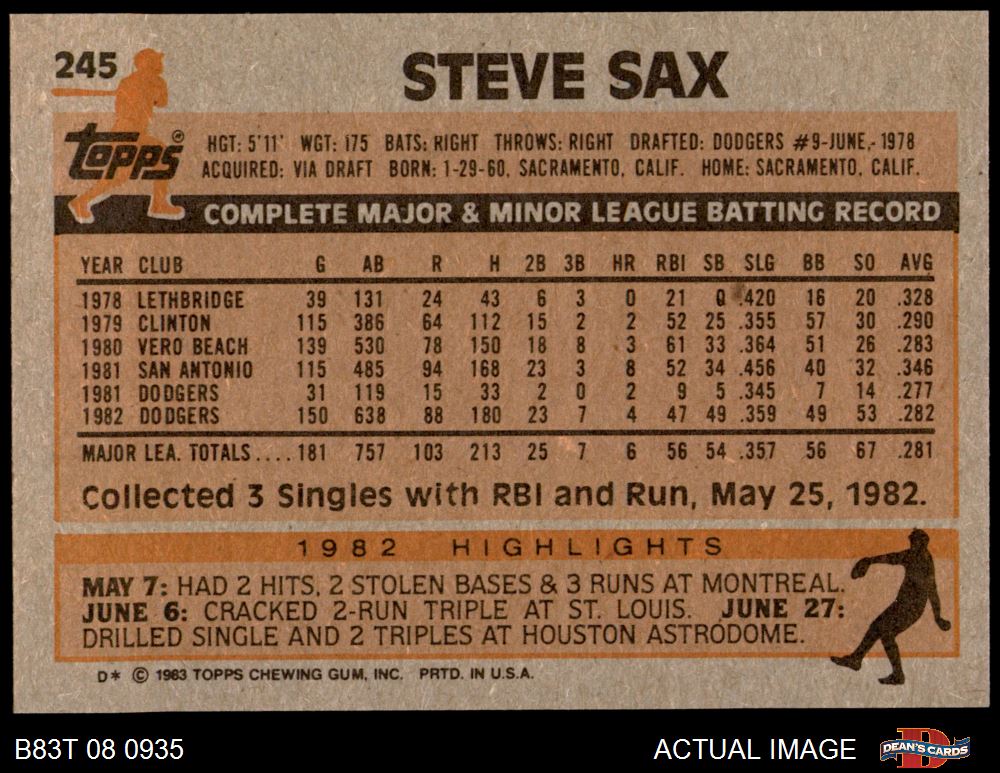 245
STEVE SAX
Topps®
HGT: 5'11" WGT: 175 BATS: RIGHT THROWS: RIGHT DRAFTED: DODGERS #9-JUNE, 1978
ACQUIRED: VIA DRAFT BORN: 1-29-60, SACRAMENTO, CALIF. HOME: SACRAMENTO, CALIF.
COMPLETE MAJOR & MINOR LEAGUE BATTING RECORD
YEAR CLUB G AB R H 2B 3B HR RBI SB SLG BB SO AVG
1978 LETHBRIDGE 39 131 24 43 6 3 0 21 0 .420 16 20 .328
1979 CLINTON 115 386 64 112 15 2 2 52 25 .355 57 30 .290
1980 VERO BEACH 139 530 78 150 18 8 3 61 33 .364 51 26 .283
1981 SAN ANTONIO 115 485 94 168 23 3 8 52 34 .456 40 32 .346
1981 DODGERS 31 119 15 33 2 0 2 9 5 .345 7 14 .277
1982 DODGERS 150 638 88 180 23 7 4 47 49 .359 49 53 .282
MAJOR LEA. TOTALS.... 181 757 103 213 25 7 6 56 54 .357 56 67 .281
Collected 3 Singles with RBI and Run, May 25, 1982.
1982 HIGHLIGHTS
MAY 7: HAD 2 HITS, 2 STOLEN BASES & 3 RUNS AT MONTREAL.
JUNE 6: CRACKED 2-RUN TRIPLE AT ST. LOUIS. JUNE 27:
DRILLED SINGLE AND 2 TRIPLES AT HOUSTON ASTRODOME.
D* © 1983 TOPPS CHEWING GUM, INC. PRTD. IN U.S.A.
B83T 08 0935
ACTUAL IMAGE
DEAN'S CARDS